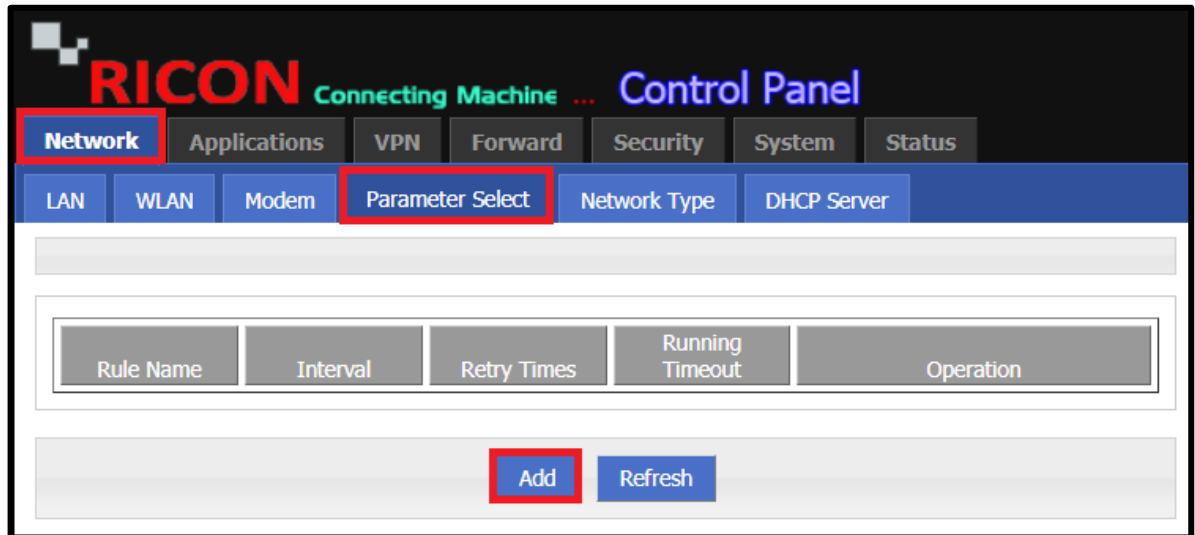 RICON Connecting Machine ... Control Panel
Network Applications VPN Forward Security System Status
LAN WLAN Modem Parameter Select Network Type DHCP Server
Rule Name Interval Retry Times Running Timeout Operation
Add Refresh